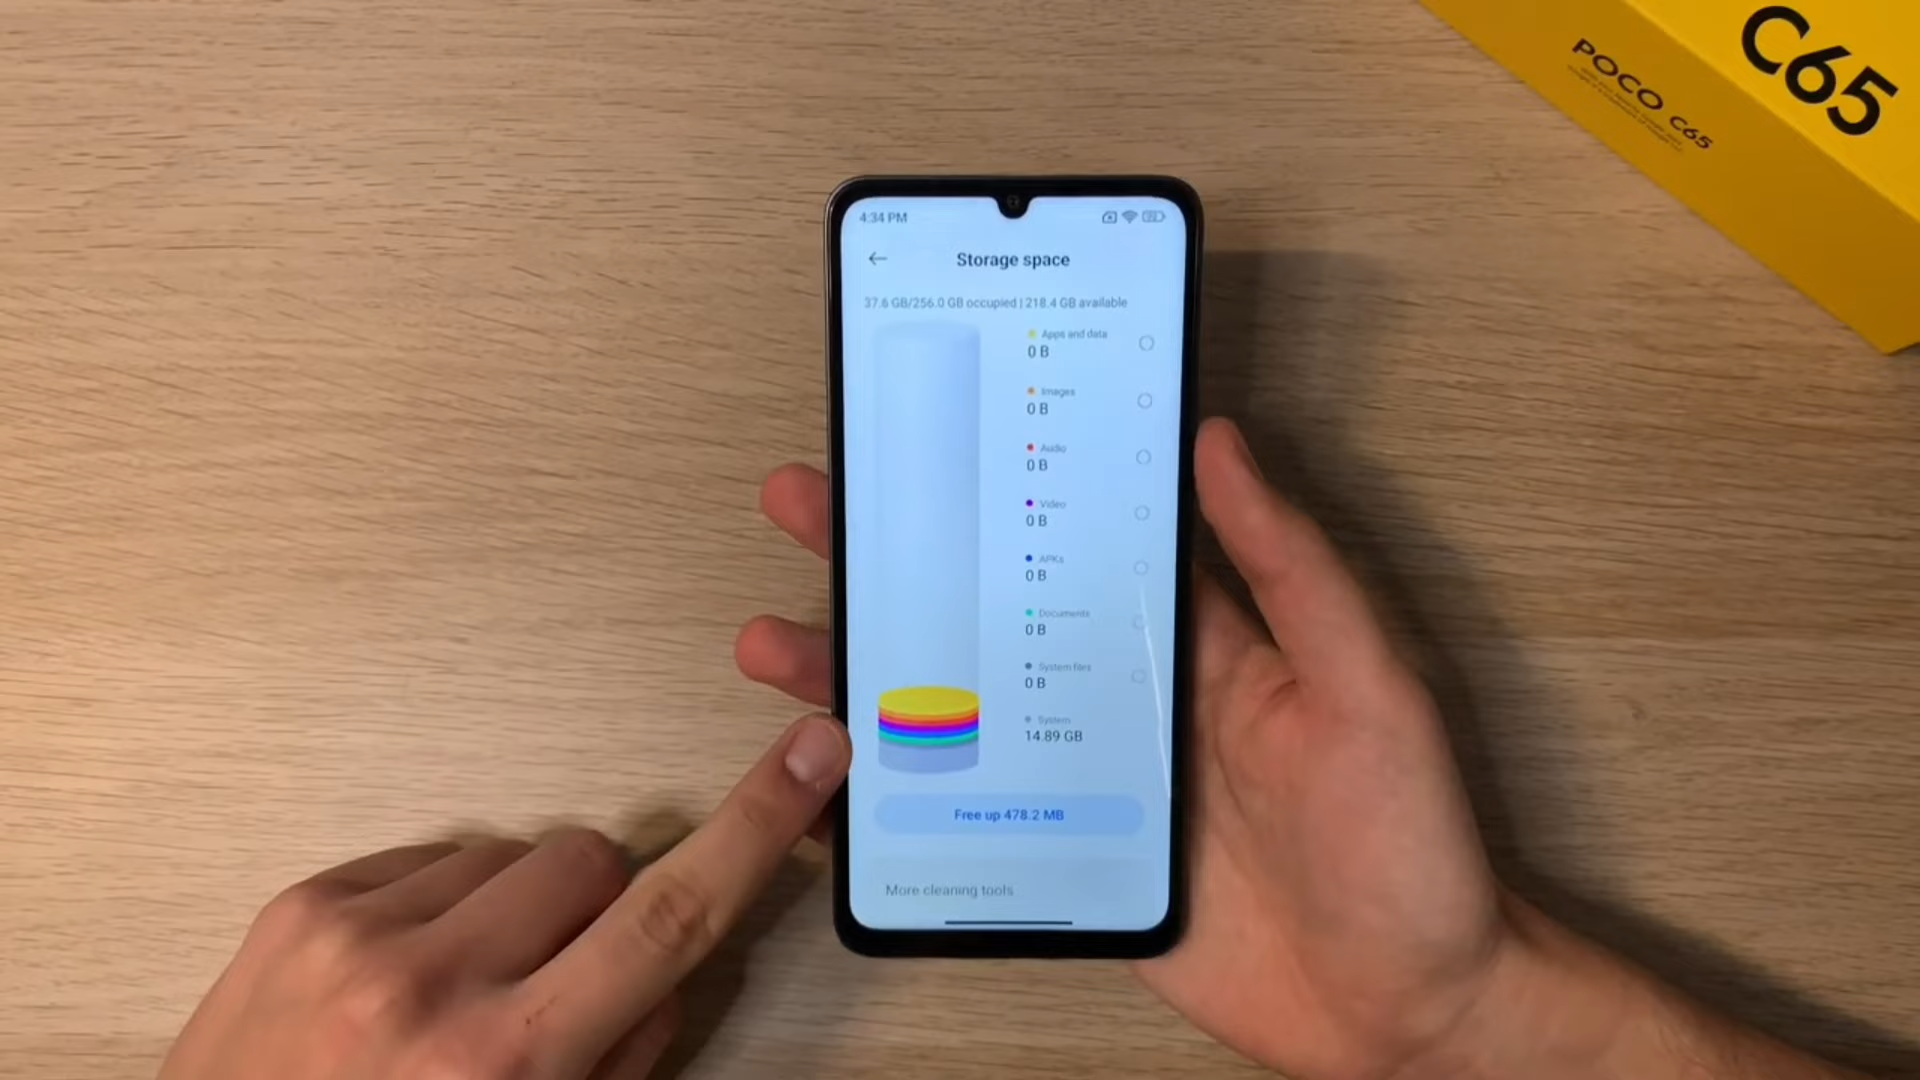 C65
POCO C65
4:34 PM
Storage space
37.6 GB/256.0 GB occupied | 218.4 GB available
Apps and data
0 B
Images
0 B
Audio
0 B
Video
0 B
APKs
0 B
Documents
0 B
System files
0 B
System
14.89 GB
Free up 478.2 MB
More cleaning tools